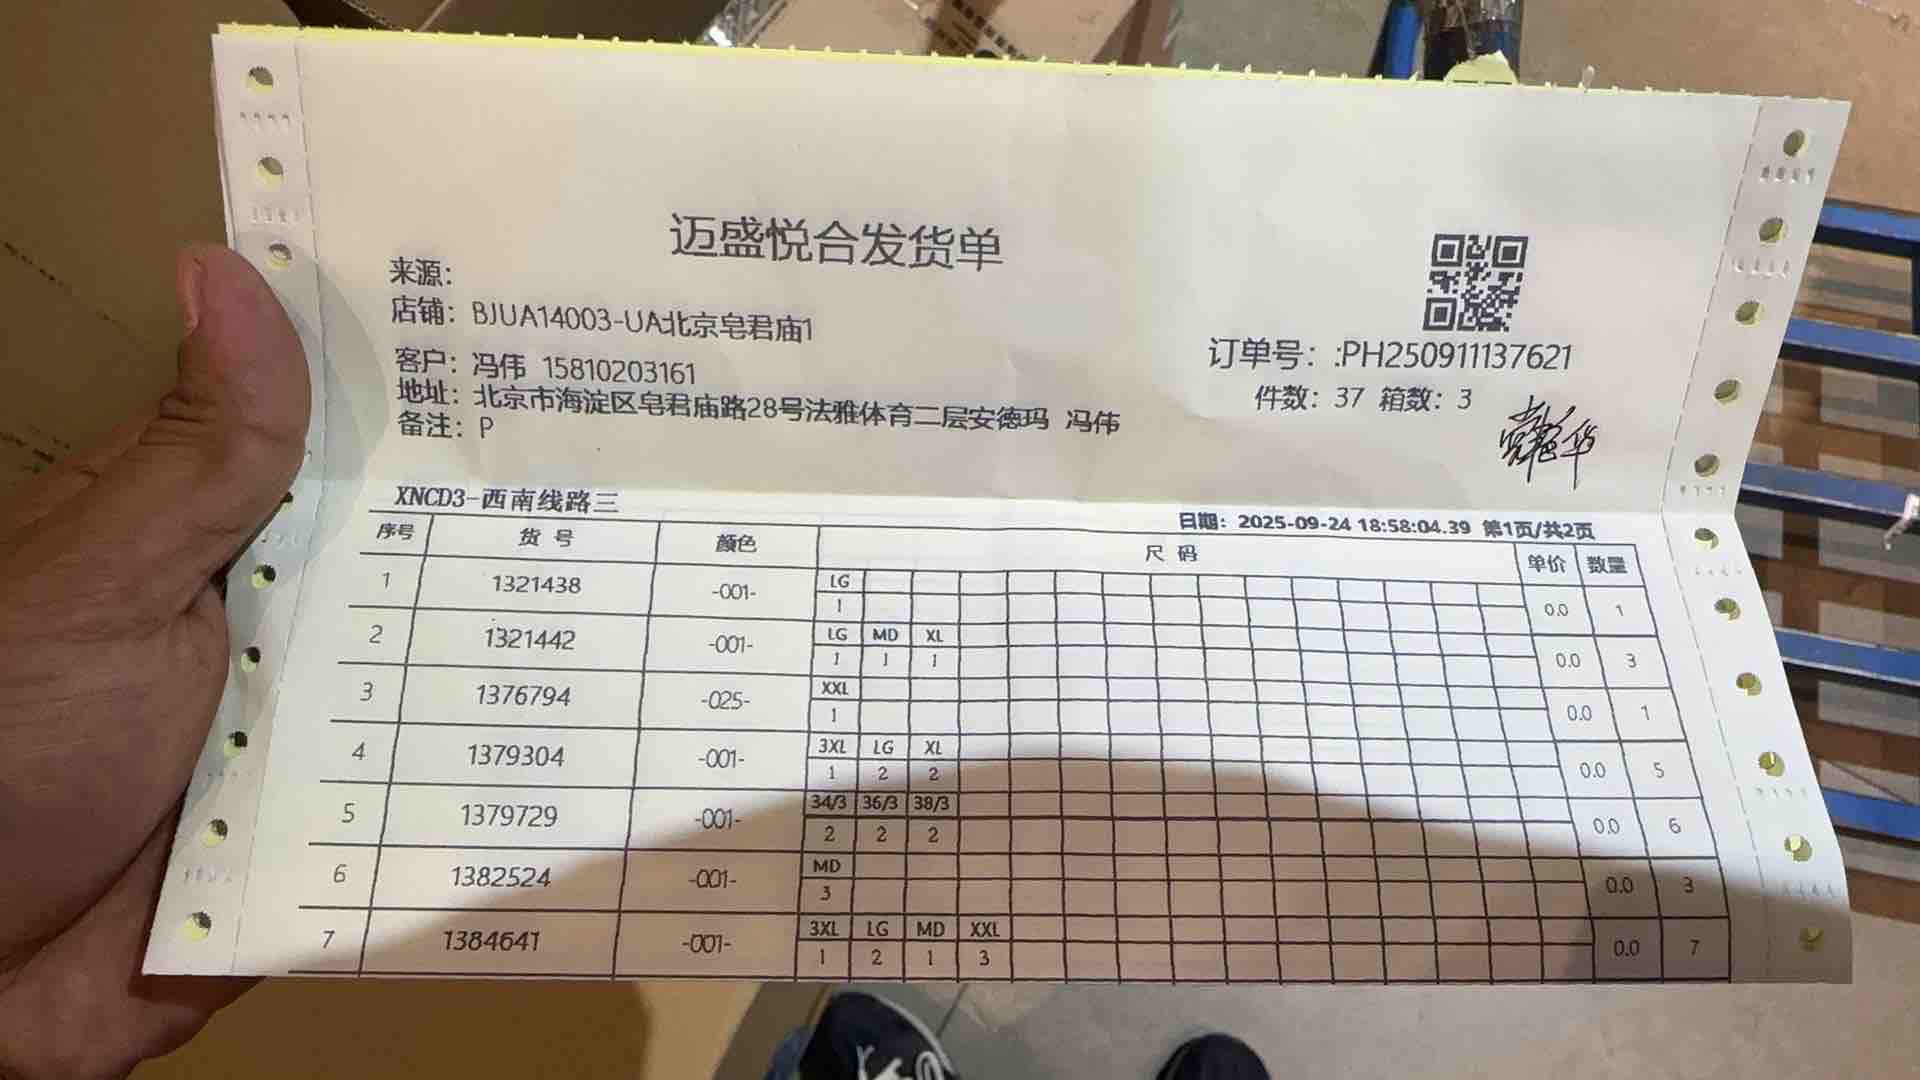 迈盛悦合发货单
来源：
店铺：BJUA14003-UA北京皂君庙1
客户：冯伟 15810203161
地址：北京市海淀区皂君庙路28号法雅体育二层安德玛 冯伟
备注：P
订单号：:PH250911137621
件数：37 箱数：3
XNCD3-西南线路三
日期：2025-09-24 18:58:04.39 第1页/共2页
序号 货号 颜色 尺码 单价 数量
LG
1 1321438 -001- 1 0.0 1
LG MD XL
2 1321442 -001- 1 1 1 0.0 3
XXL
3 1376794 -025- 1 0.0 1
3XL LG XL
4 1379304 -001- 1 2 2 0.0 5
34/3 36/3 38/3
5 1379729 -001- 2 2 2 0.0 6
MD
6 1382524 -001- 3 0.0 3
3XL LG MD XXL
7 1384641 -001- 1 2 1 3 0.0 7